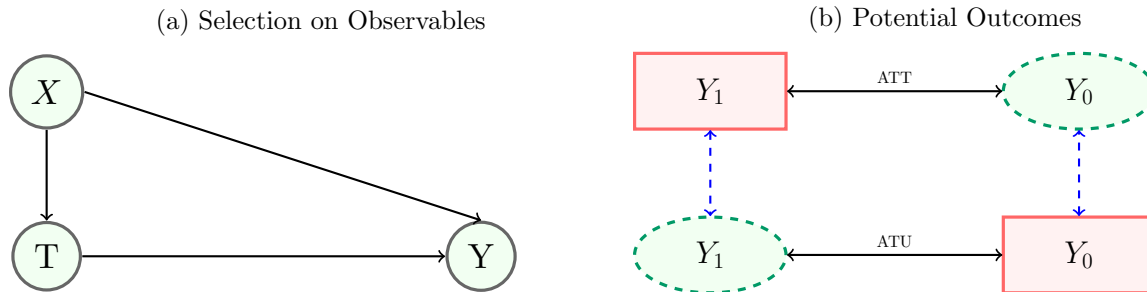 (a) Selection on Observables
X
T
Y
(b) Potential Outcomes
Y₁
ATT
Y₀
Y₁
ATU
Y₀